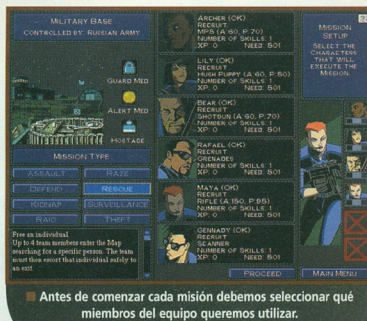 MILITARY BASE
CONTROLLED BY: RUSSIAN ARMY
GUARD MED
ALERT MED
HOSTAGE
MISSION TYPE
ASSAULT
RAZE
DEFEND
RESCUE
KIDNAP
SURVEILLANCE
RAID
THEFT
Free an individual
Up to 4 team members enter the Map
searching for a specific person. The team
must then escort that individual safely to
an exit
ARCHER (OK)
RECRUIT
MP5 (A:60, P:70)
NUMBER OF SKILLS: 1
XP: 0 NEED: 501
LILY (OK)
RECRUIT
HUSH PUPPY (A:60, P:60)
NUMBER OF SKILLS: 1
XP: 0 NEED: 501
BEAR (OK)
RECRUIT
SHOTGUN (A:60, P:70)
NUMBER OF SKILLS: 1
XP: 0 NEED: 501
RAFAEL (OK)
RECRUIT
GRENADES
NUMBER OF SKILLS: 1
XP: 0 NEED: 501
MAYA (OK)
RECRUIT
RIFLE (A:150, P:95)
NUMBER OF SKILLS: 1
XP: 0 NEED: 501
GENNADY (OK)
RECRUIT
SCANNER
NUMBER OF SKILLS: 1
XP: 0 NEED: 501
PROCEED
?
MISSION
SETUP
SELECT THE
CHARACTERS
THAT WILL
EXECUTE THE
MISSION.
MAIN MENU
Antes de comenzar cada misión debemos seleccionar qué
miembros del equipo queremos utilizar.